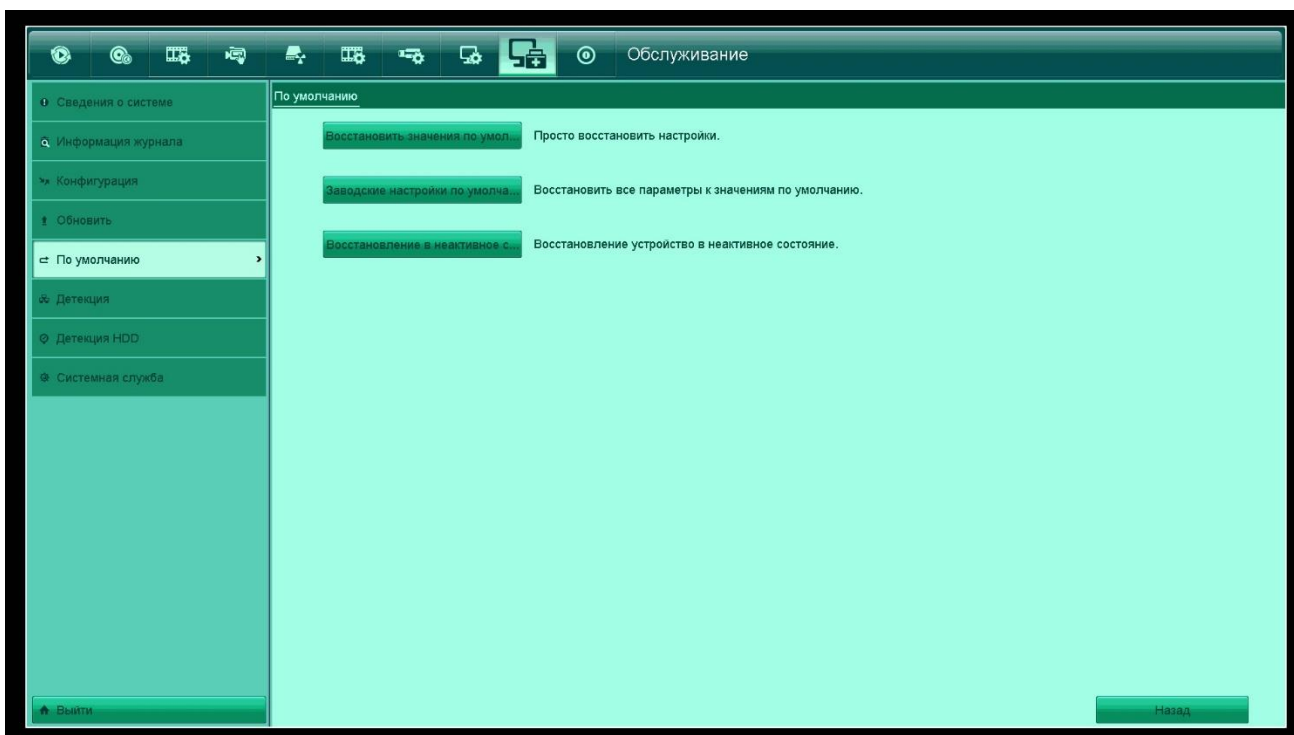 Обслуживание
Сведения о системе
Информация журнала
Конфигурация
Обновить
По умолчанию
Детекция
Детекция HDD
Системная служба
Выйти
По умолчанию
Восстановить значения по умол... Просто восстановить настройки.
Заводские настройки по умолча... Восстановить все параметры к значениям по умолчанию.
Восстановление в неактивное с... Восстановление устройство в неактивное состояние.
Назад